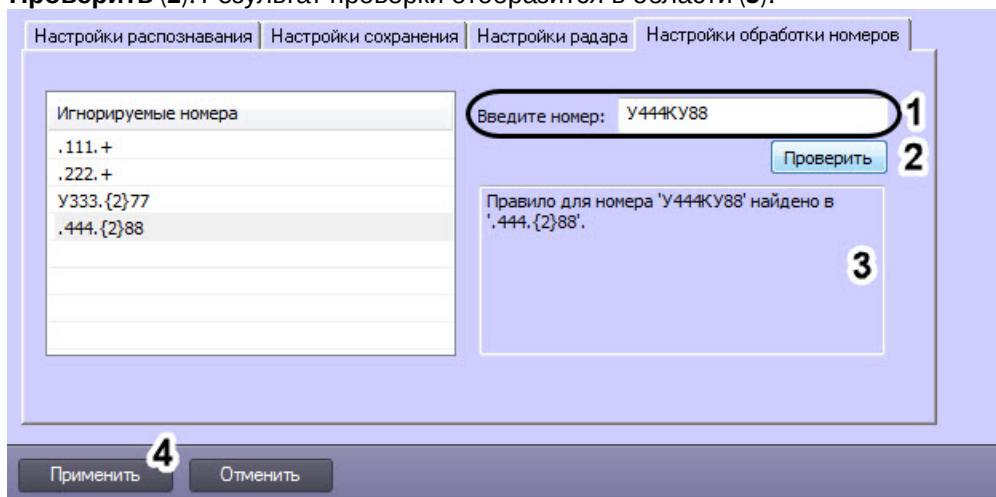 Проверить (2). Результат проверки отобразится в области (3).
Настройки распознавания Настройки сохранения Настройки радара Настройки обработки номеров
Игнорируемые номера
.111.+
.222.+
У333.{2}77
.444.{2}88
Введите номер: У444КУ88 1
Проверить 2
Правило для номера 'У444КУ88' найдено в
'.444.{2}88'.
3
4
Применить Отменить